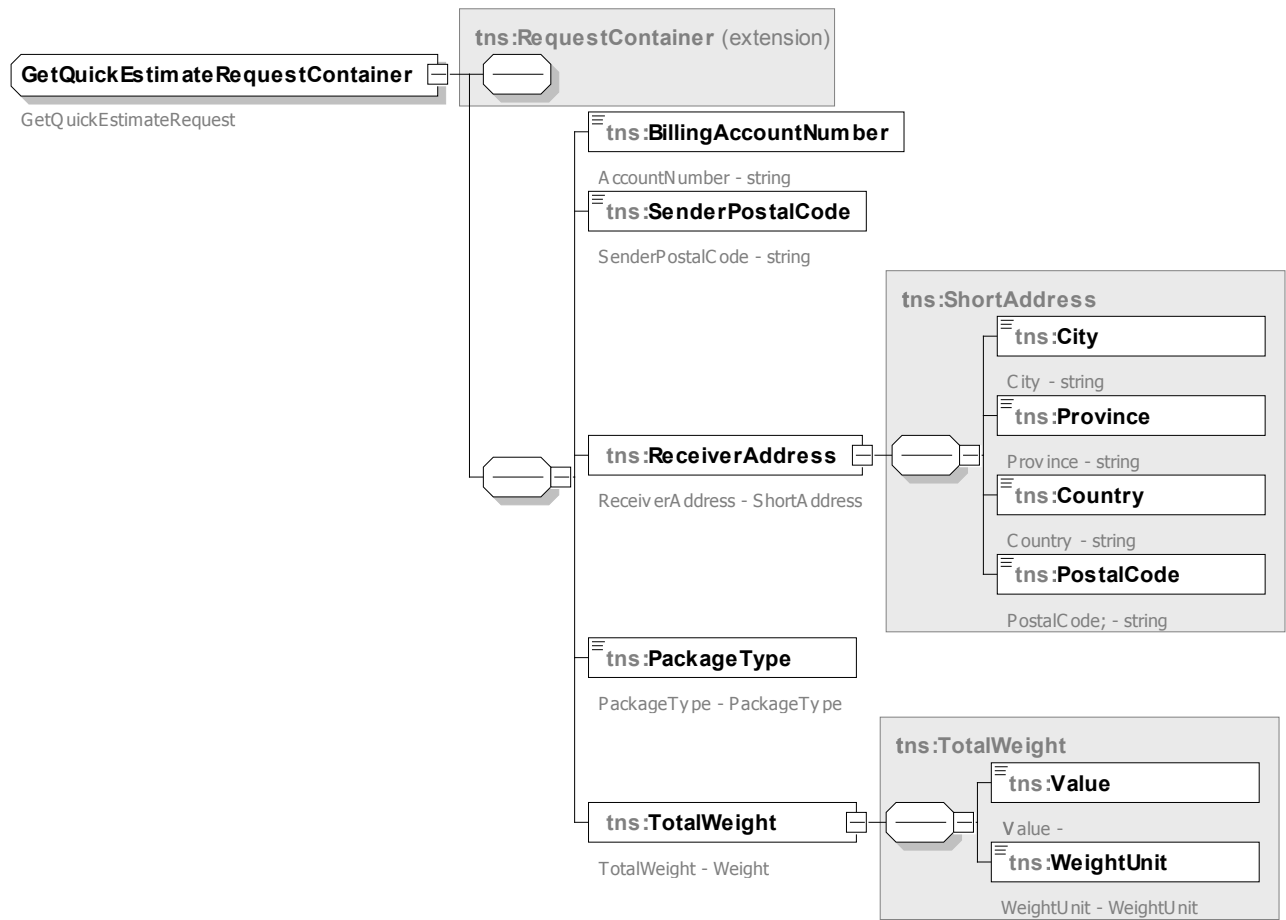 tns:RequestContainer (extension)
GetQuickEstimateRequestContainer
GetQuickEstimateRequest
tns:BillingAccountNumber
AccountNumber - string
tns:SenderPostalCode
SenderPostalCode - string
tns:ShortAddress
tns:City
City - string
tns:Province
Province - string
tns:ReceiverAddress
ReceiverAddress - ShortAddress
tns:Country
Country - string
tns:PostalCode
PostalCode; - string
tns:PackageType
PackageType - PackageType
tns:TotalWeight
tns:Value
Value -
tns:TotalWeight
TotalWeight - Weight
tns:WeightUnit
WeightUnit - WeightUnit